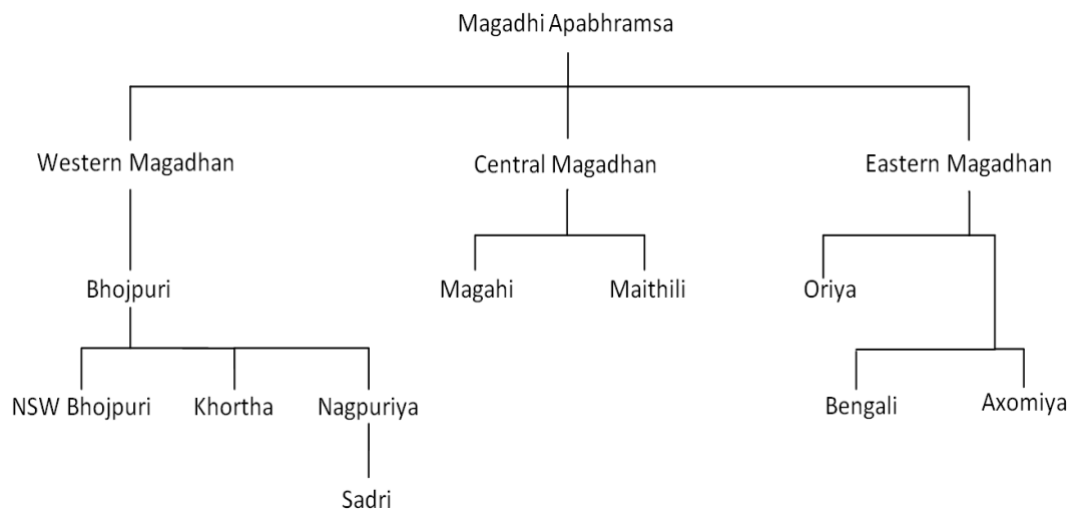 Magadhi Apabhramsa
Western Magadhan
Central Magadhan
Eastern Magadhan
Bhojpuri
Magahi
Maithili
Oriya
NSW Bhojpuri
Khortha
Nagpuriya
Bengali
Axomiya
Sadri